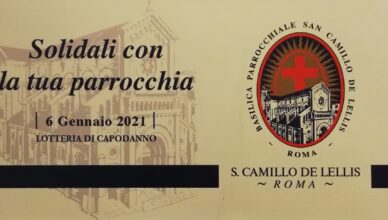 Solidali con
la tua parrocchia
| 6 Gennaio 2021 |
LOTTERIA DI CAPODANNO
BASILICA PARROCCHIALE SAN CAMILLO DE LELLIS
- ROMA -
S. CAMILLO DE LELLIS
~ ROMA ~